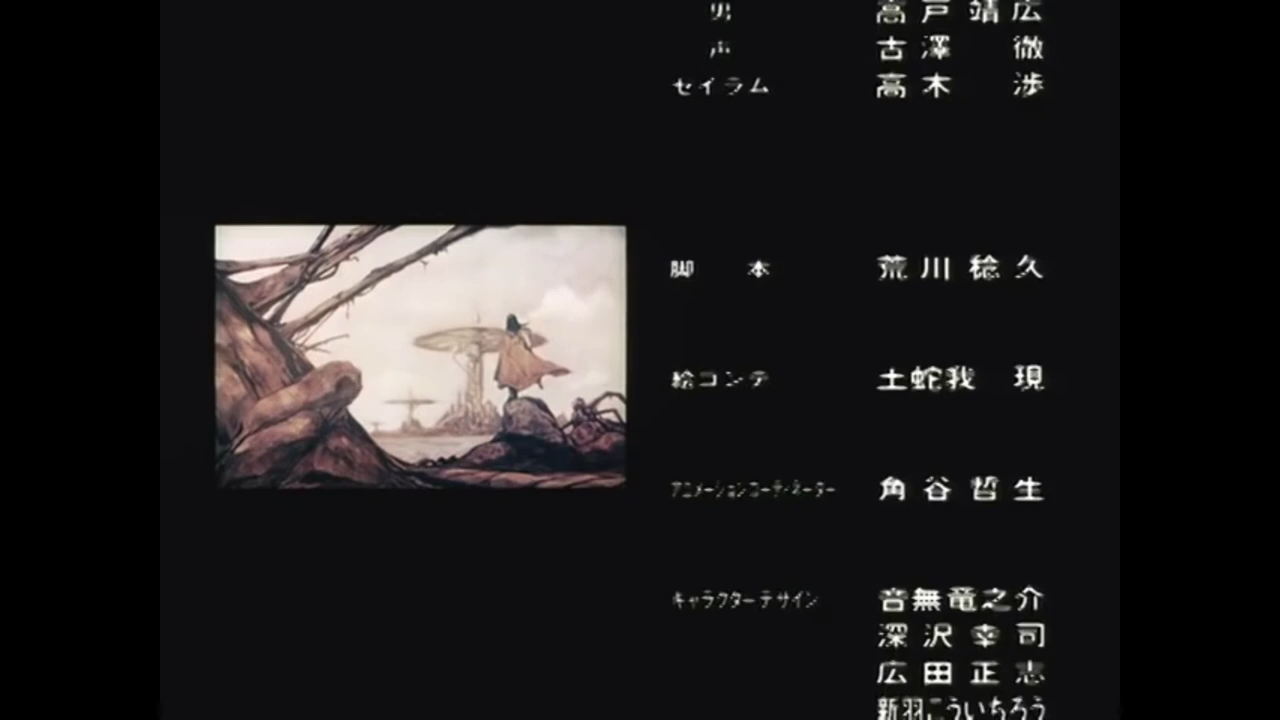 男 高戸靖広
声 古澤 徹
セイラム 高木 渉
脚 本 荒川稔久
絵コンテ 土蛇我 現
アニメーションコーディネーター 角谷哲生
キャラクターデザイン 音無竜之介
深沢幸司
広田正志
新羽こういちろう